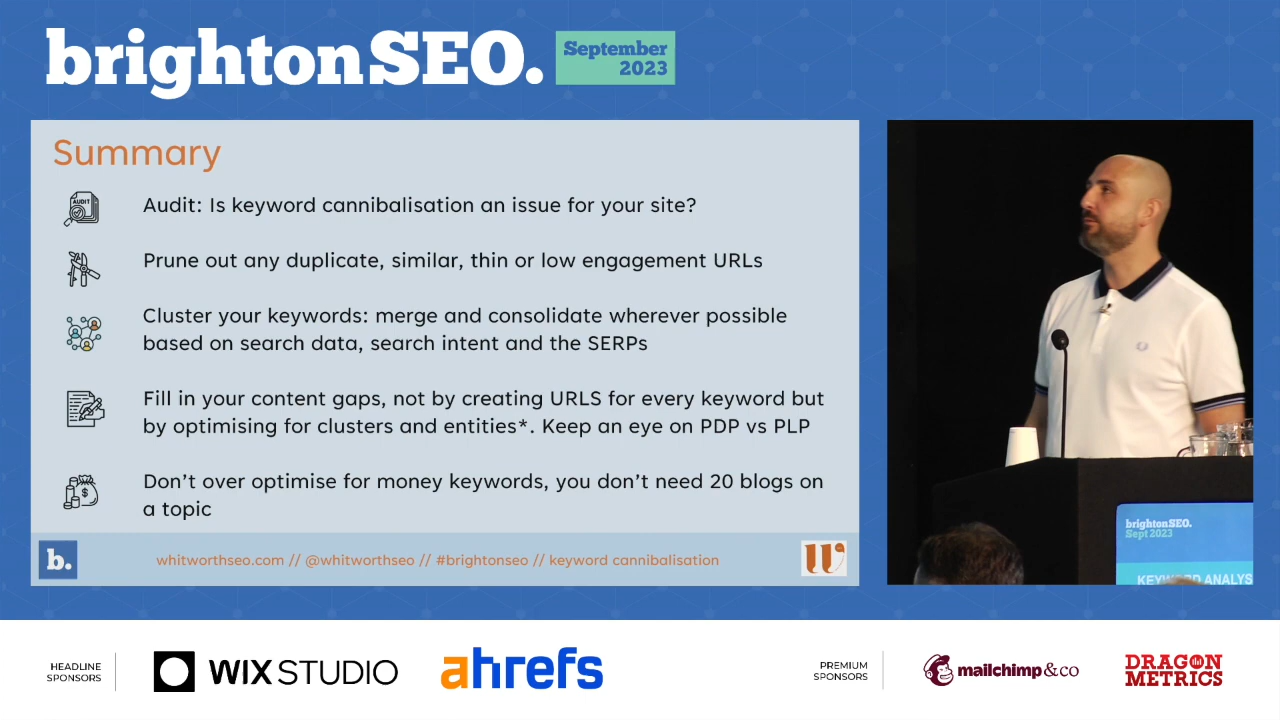 brightonSEO.
September
2023
Summary
AUDIT
Audit: Is keyword cannibalisation an issue for your site?
Prune out any duplicate, similar, thin or low engagement URLs
Cluster your keywords: merge and consolidate wherever possible
based on search data, search intent and the SERPs
Fill in your content gaps, not by creating URLS for every keyword but
by optimising for clusters and entities*. Keep an eye on PDP vs PLP
Don't over optimise for money keywords, you don't need 20 blogs on
a topic
b.
whitworthseo.com // @whitworthseo // #brightonseo // keyword cannibalisation
W
brightonSEO.
Sept 2023
KEYWORD ANALYS
HEADLINE
SPONSORS
WIX STUDIO
ahrefs
PREMIUM
SPONSORS
mailchimp&co
DRAGON
METRICS